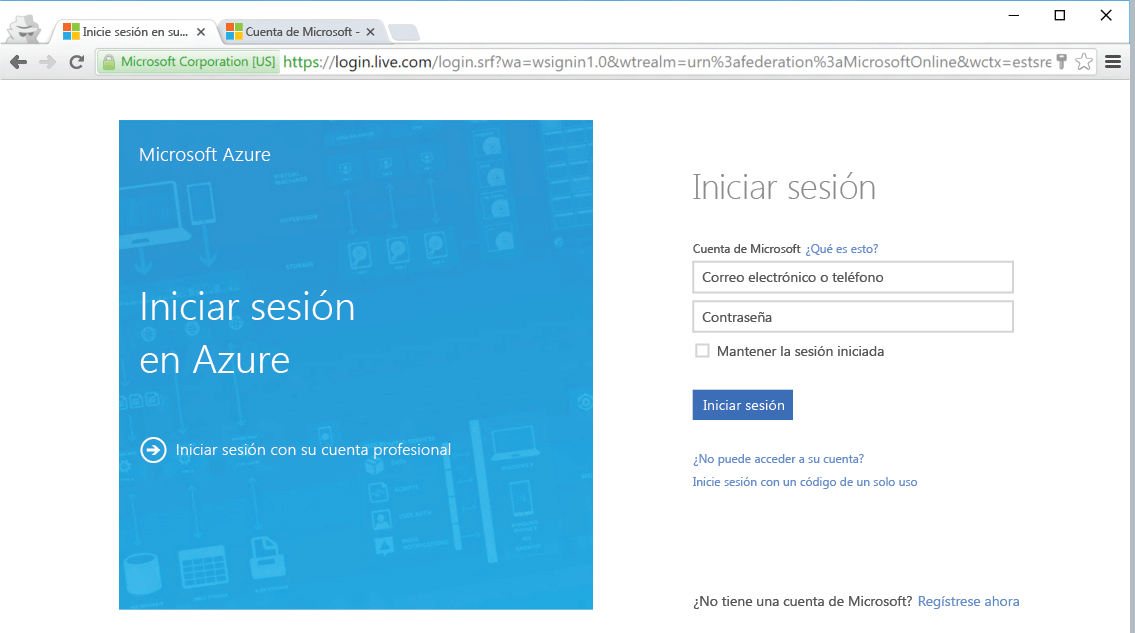 Inicie sesión en su...
Cuenta de Microsoft -
Microsoft Corporation [US] https://login.live.com/login.srf?wa=wsignin1.0&wtrealm=urn%3afederation%3aMicrosoftOnline&wctx=estsre
Microsoft Azure
Iniciar sesión
en Azure
Iniciar sesión con su cuenta profesional
Iniciar sesión
Cuenta de Microsoft ¿Qué es esto?
Correo electrónico o teléfono
Contraseña
Mantener la sesión iniciada
Iniciar sesión
¿No puede acceder a su cuenta?
Inicie sesión con un código de un solo uso
¿No tiene una cuenta de Microsoft? Regístrese ahora